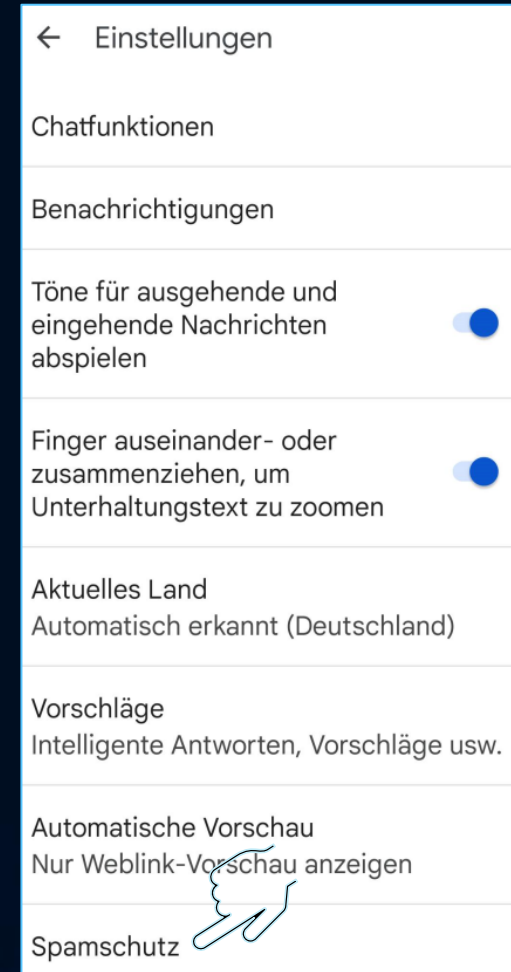 Einstellungen
Chatfunktionen
Benachrichtigungen
Töne für ausgehende und
eingehende Nachrichten
abspielen
Finger auseinander- oder
zusammenziehen, um
Unterhaltungstext zu zoomen
Aktuelles Land
Automatisch erkannt (Deutschland)
Vorschläge
Intelligente Antworten, Vorschläge usw.
Automatische Vorschau
Nur Weblink-Vorschau anzeigen
Spamschutz